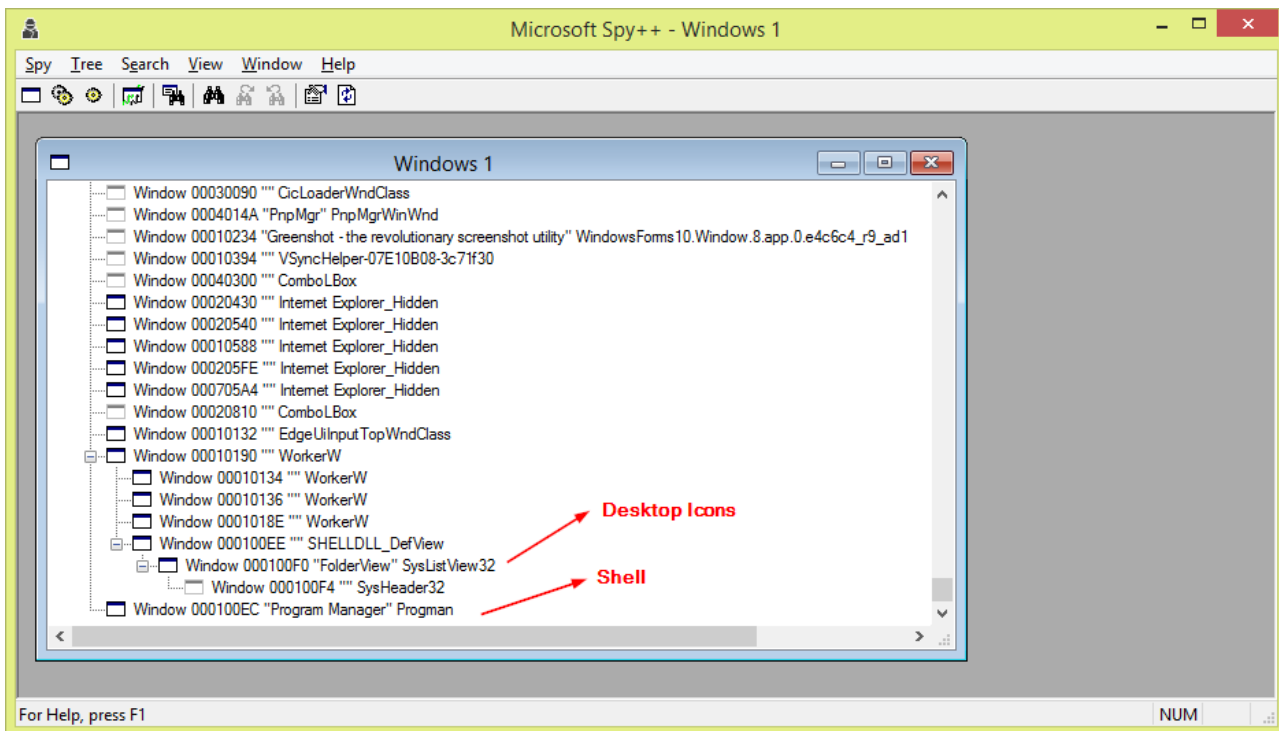 Microsoft Spy++ - Windows 1
Spy Tree Search View Window Help
Windows 1
Window 00030090 "" CicLoaderWndClass
Window 0004014A "PnpMgr" PnpMgrWinWnd
Window 00010234 "Greenshot - the revolutionary screenshot utility" WindowsForms10.Window.8.app.0.e4c6c4_r9_ad1
Window 00010394 "" VSyncHelper-07E10B08-3c71f30
Window 00040300 "" ComboLBox
Window 00020430 "" Internet Explorer_Hidden
Window 00020540 "" Internet Explorer_Hidden
Window 00010588 "" Internet Explorer_Hidden
Window 000205FE "" Internet Explorer_Hidden
Window 000705A4 "" Internet Explorer_Hidden
Window 00020810 "" ComboLBox
Window 00010132 "" EdgeUiInputTopWndClass
Window 00010190 "" WorkerW
Window 00010134 "" WorkerW
Window 00010136 "" WorkerW
Window 0001018E "" WorkerW
Desktop Icons
Window 000100EE "" SHELLDLL_DefView
Window 000100F0 "FolderView" SysListView32
Shell
Window 000100F4 "" SysHeader32
Window 000100EC "Program Manager" Progman
For Help, press F1
NUM